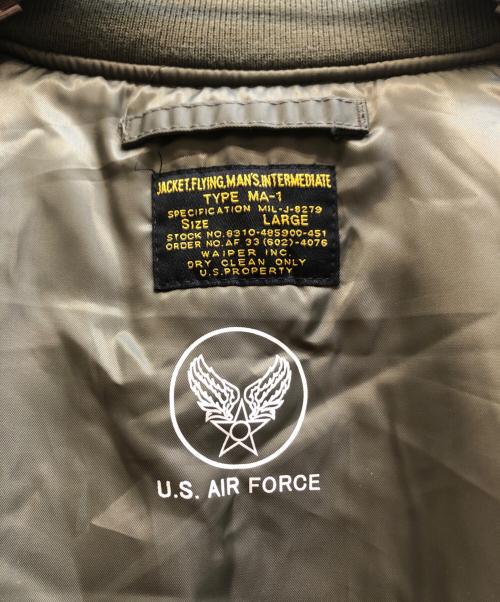 JACKET,FLYING,MAN'S,INTERMEDIATE
TYPE MA-1
SPECIFICATION MIL-J-8279
SIZE LARGE
STOCK NO.8310-485900-451
ORDER NO.AF 33 (602)-4076
WAIPER INC.
DRY CLEAN ONLY
U.S.PROPERTY
U.S. AIR FORCE